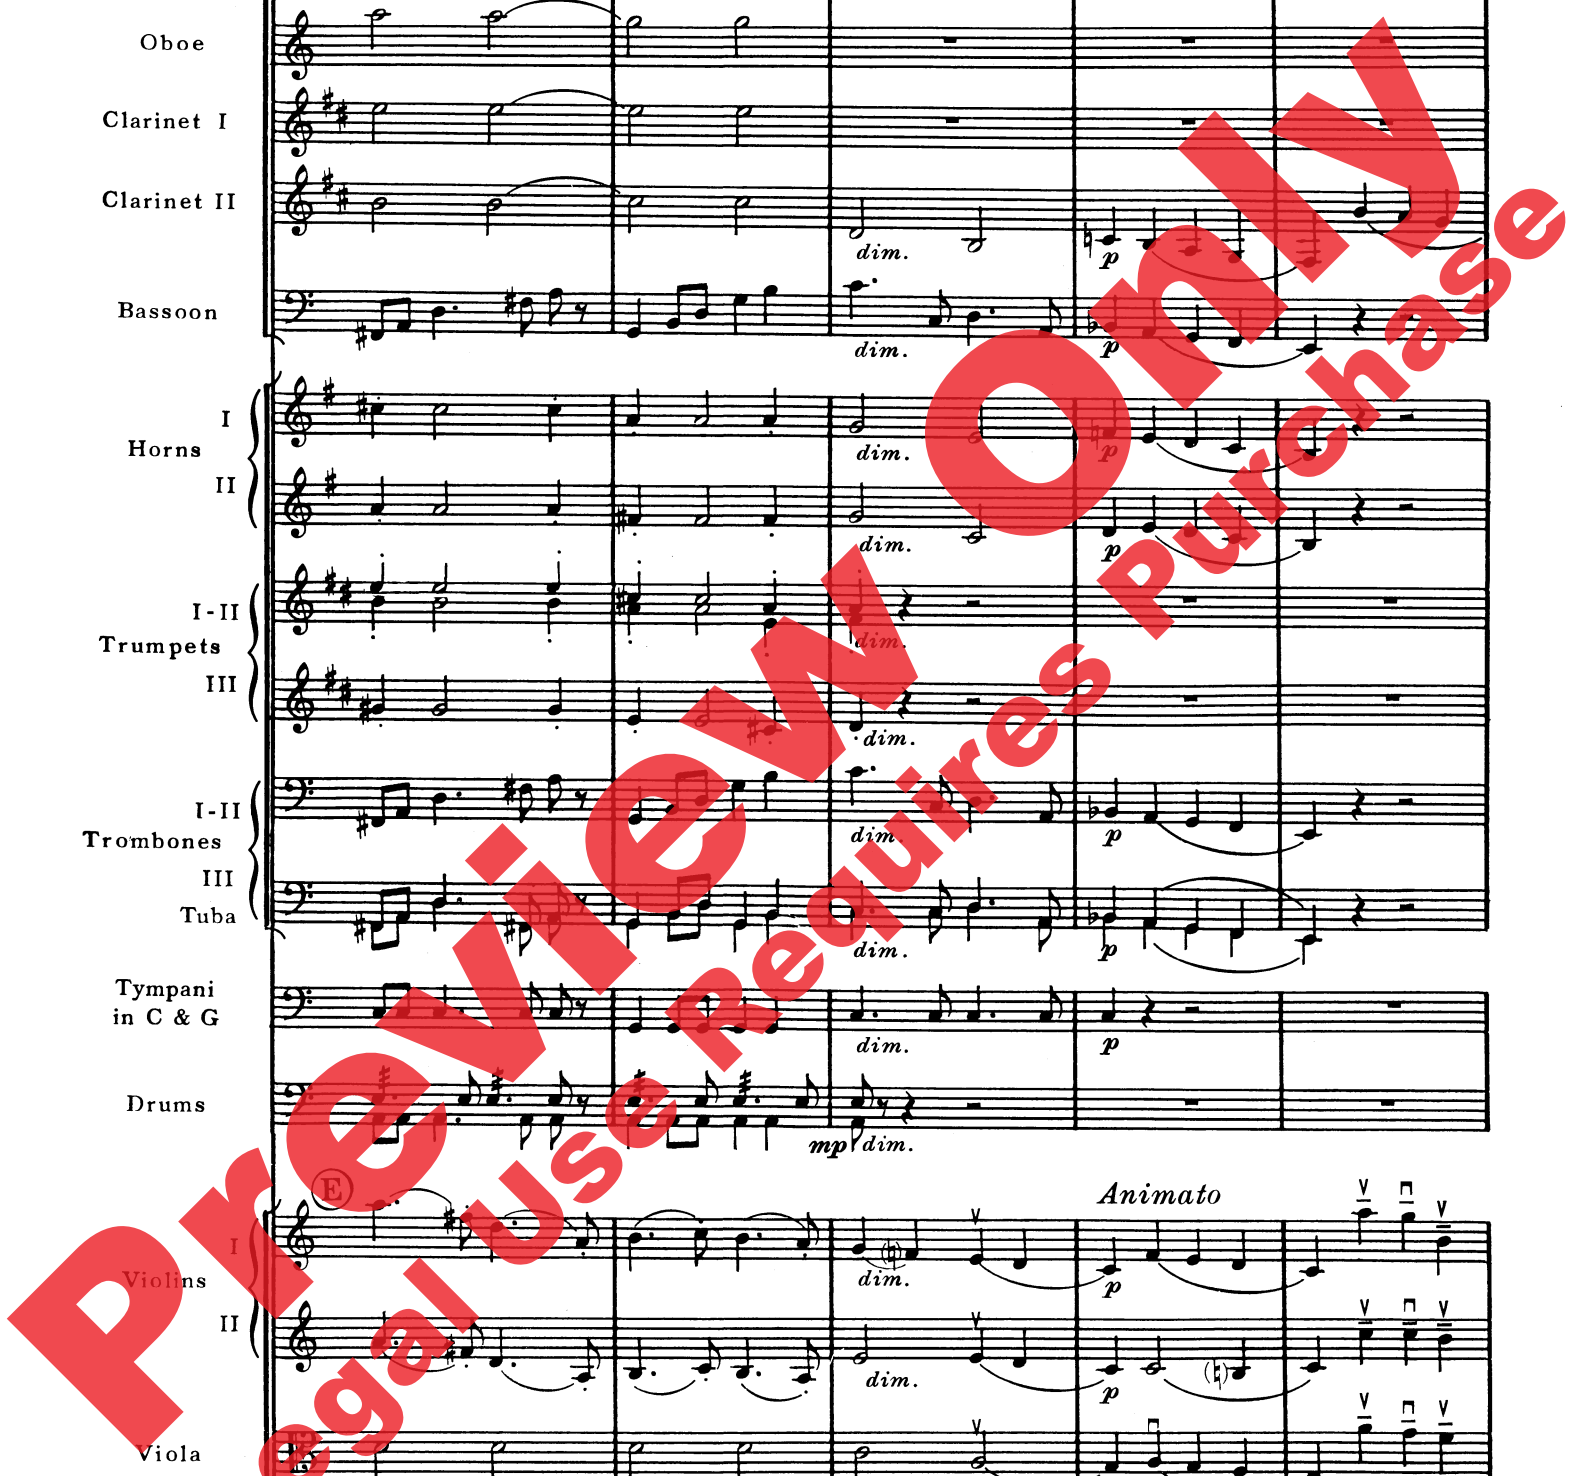 Oboe
Clarinet I
Clarinet II
dim.
p
Bassoon
dim.
p
I
Horns
dim.
p
II
dim.
p
I-II
Trumpets
dim.
III
dim.
I-II
Trombones
dim.
p
III
Tuba
dim.
p
Tympani
in C & G
dim.
p
Drums
mp dim.
E
Animato
I
Violins
dim.
p
II
dim.
p
Viola
Preview Only
egal Use Requires Purchase